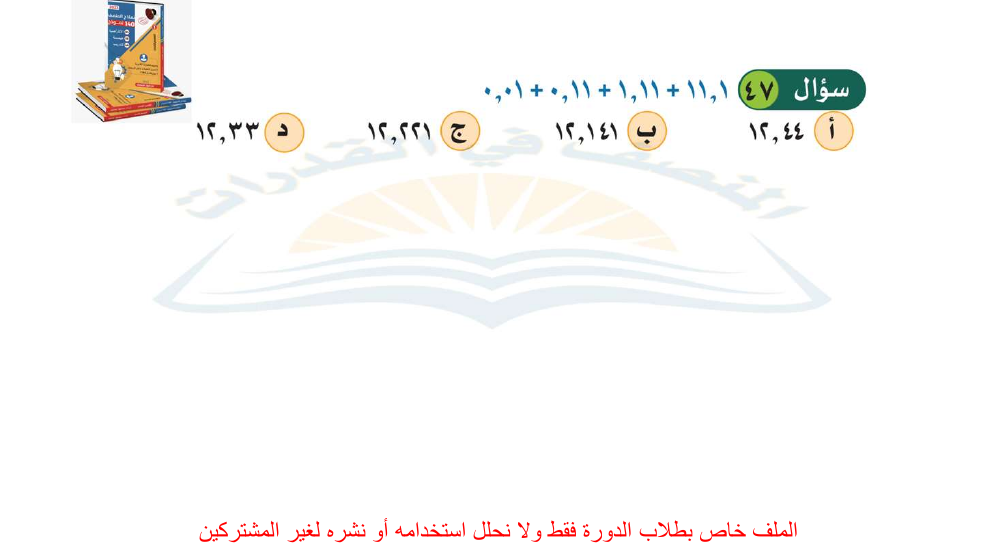 سؤال ٤٧ ١١,١ + ١,١١ + ٠,١١ + ٠,٠١
أ ١٢,٤٤ ب ١٢,١٤١ ج ١٢,٢٢١ د ١٢,٣٣
المنصف في القدرات
الملف خاص بطلاب الدورة فقط ولا نحلل استخدامه أو نشره لغير المشتركين